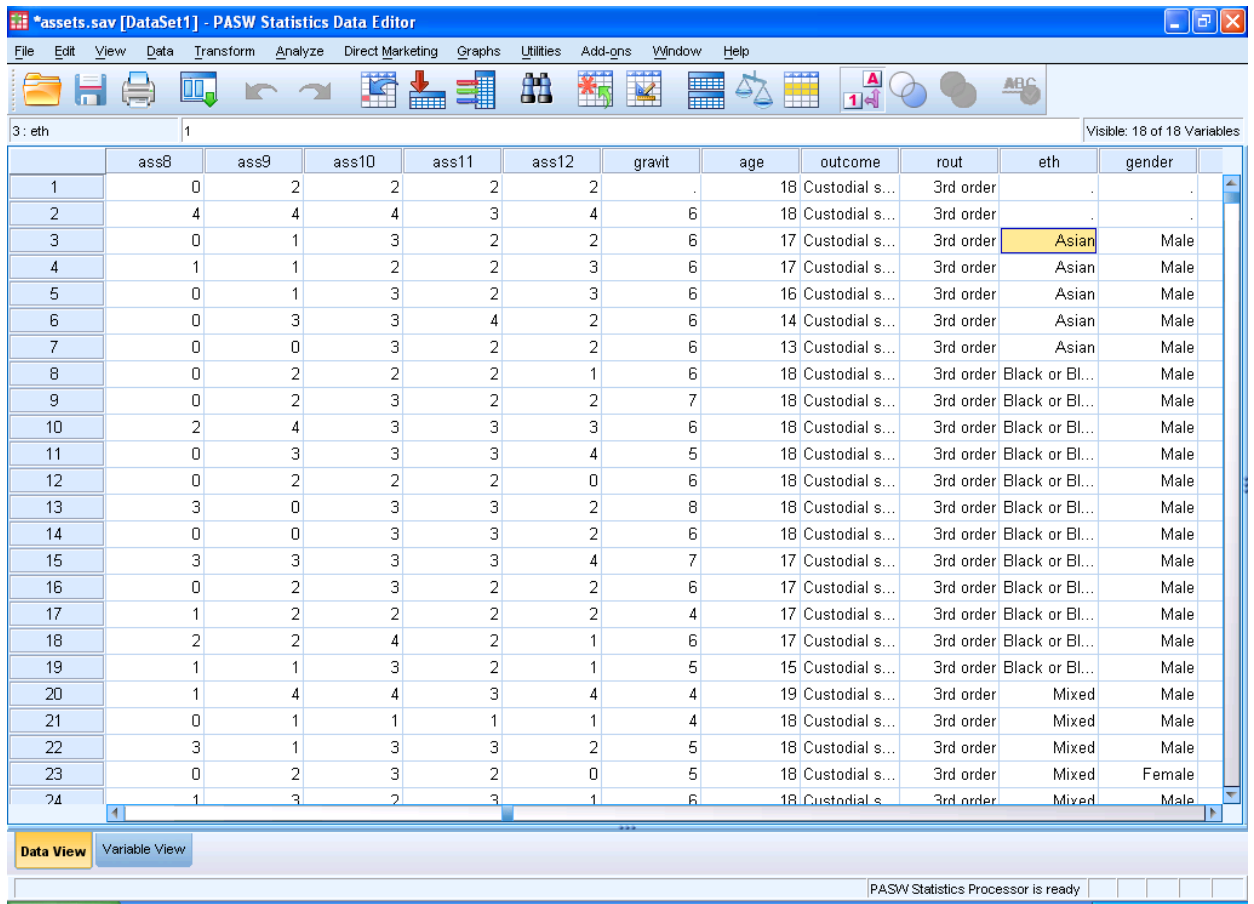 *assets.sav [DataSet1] - PASW Statistics Data Editor
File Edit View Data Transform Analyze Direct Marketing Graphs Utilities Add-ons Window Help
A
1
ABC
3 : eth 1 Visible: 18 of 18 Variables
ass8 ass9 ass10 ass11 ass12 gravit age outcome rout eth gender
1 0 2 2 2 2 . 18 Custodial s... 3rd order . .
2 4 4 4 3 4 6 18 Custodial s... 3rd order . .
3 0 1 3 2 2 6 17 Custodial s... 3rd order Asian Male
4 1 1 2 2 3 6 17 Custodial s... 3rd order Asian Male
5 0 1 3 2 3 6 16 Custodial s... 3rd order Asian Male
6 0 3 3 4 2 6 14 Custodial s... 3rd order Asian Male
7 0 0 3 2 2 6 13 Custodial s... 3rd order Asian Male
8 0 2 2 2 1 6 18 Custodial s... 3rd order Black or Bl... Male
9 0 2 3 2 2 7 18 Custodial s... 3rd order Black or Bl... Male
10 2 4 3 3 3 6 18 Custodial s... 3rd order Black or Bl... Male
11 0 3 3 3 4 5 18 Custodial s... 3rd order Black or Bl... Male
12 0 2 2 2 0 6 18 Custodial s... 3rd order Black or Bl... Male
13 3 0 3 3 2 8 18 Custodial s... 3rd order Black or Bl... Male
14 0 0 3 3 2 6 18 Custodial s... 3rd order Black or Bl... Male
15 3 3 3 3 4 7 17 Custodial s... 3rd order Black or Bl... Male
16 0 2 3 2 2 6 17 Custodial s... 3rd order Black or Bl... Male
17 1 2 2 2 2 4 17 Custodial s... 3rd order Black or Bl... Male
18 2 2 4 2 1 6 17 Custodial s... 3rd order Black or Bl... Male
19 1 1 3 2 1 5 15 Custodial s... 3rd order Black or Bl... Male
20 1 4 4 3 4 4 19 Custodial s... 3rd order Mixed Male
21 0 1 1 1 1 4 18 Custodial s... 3rd order Mixed Male
22 3 1 3 3 2 5 18 Custodial s... 3rd order Mixed Male
23 0 2 3 2 0 5 18 Custodial s... 3rd order Mixed Female
24 1 3 2 3 1 6 18 Custodial s... 3rd order Mixed Male
Data View Variable View
PASW Statistics Processor is ready